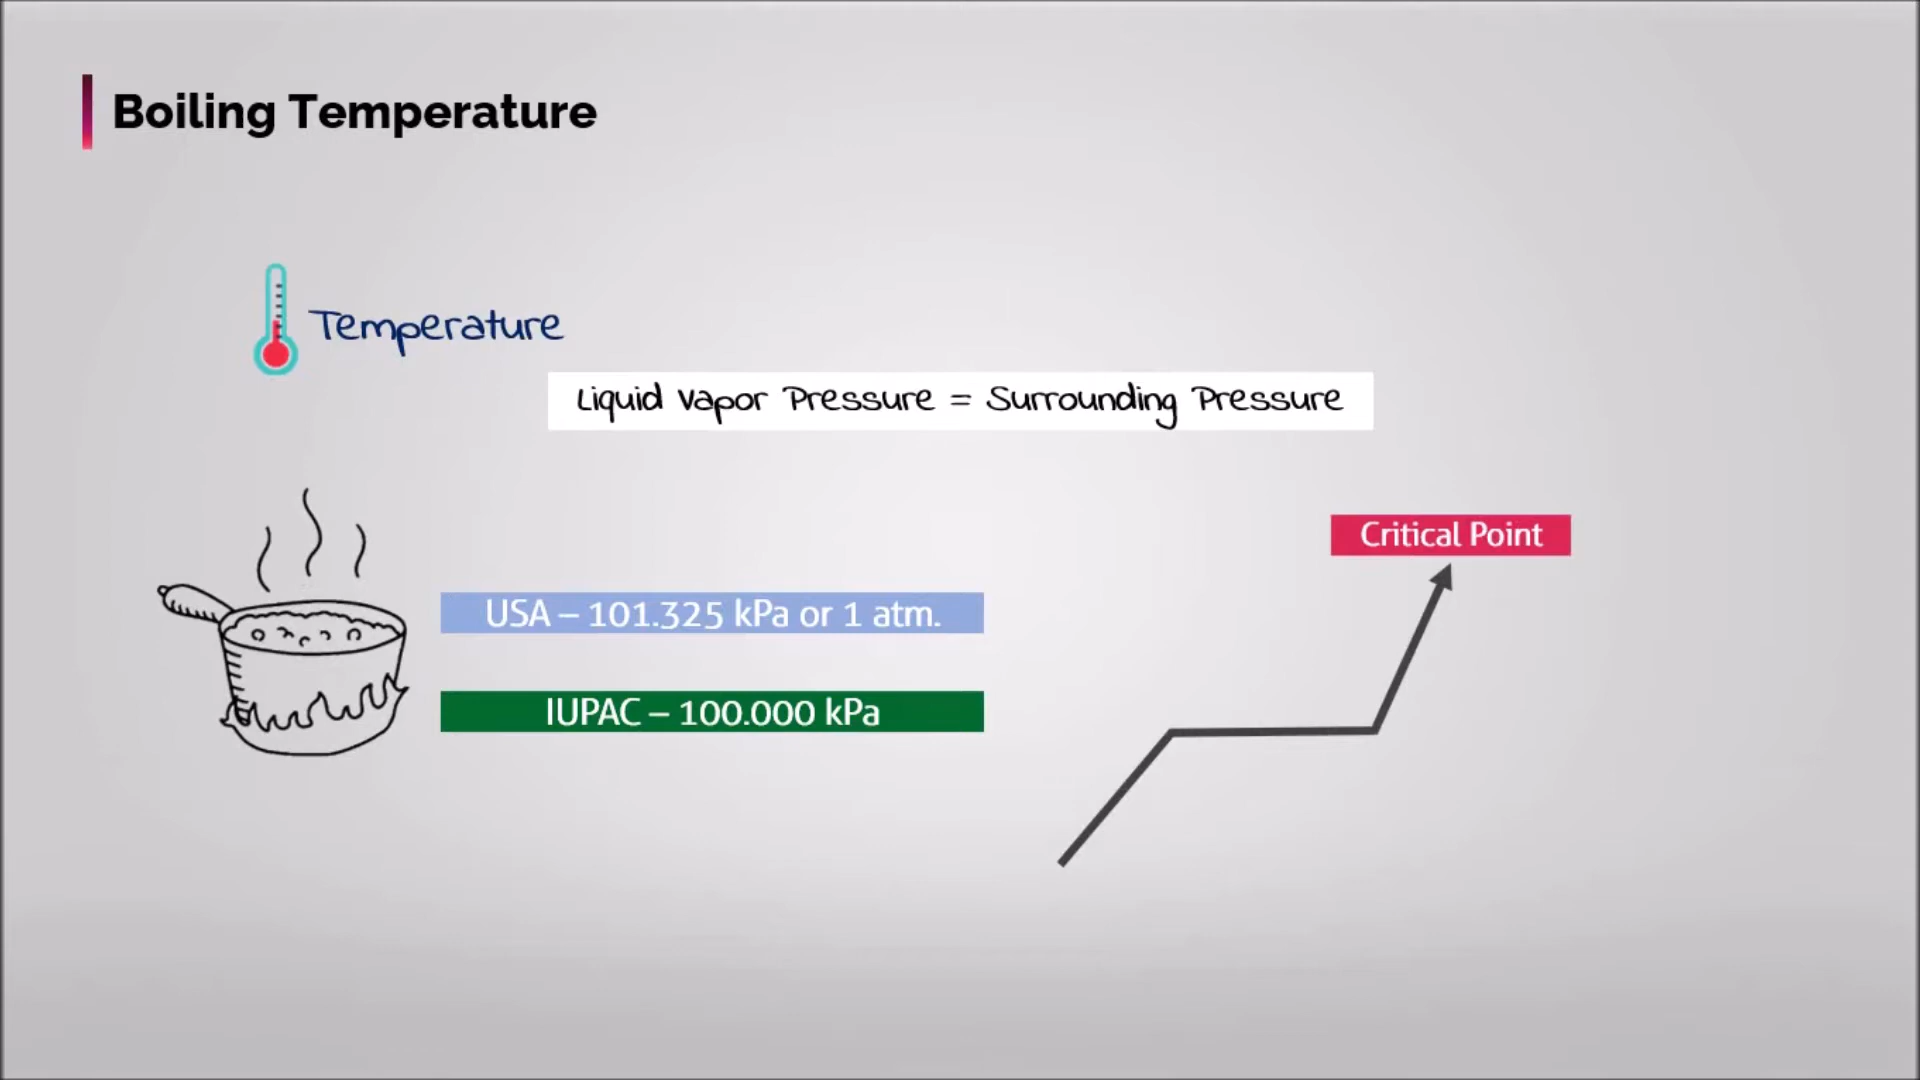 Boiling Temperature
Temperature
Liquid Vapor Pressure = Surrounding Pressure
Critical Point
USA – 101.325 kPa or 1 atm.
IUPAC – 100.000 kPa